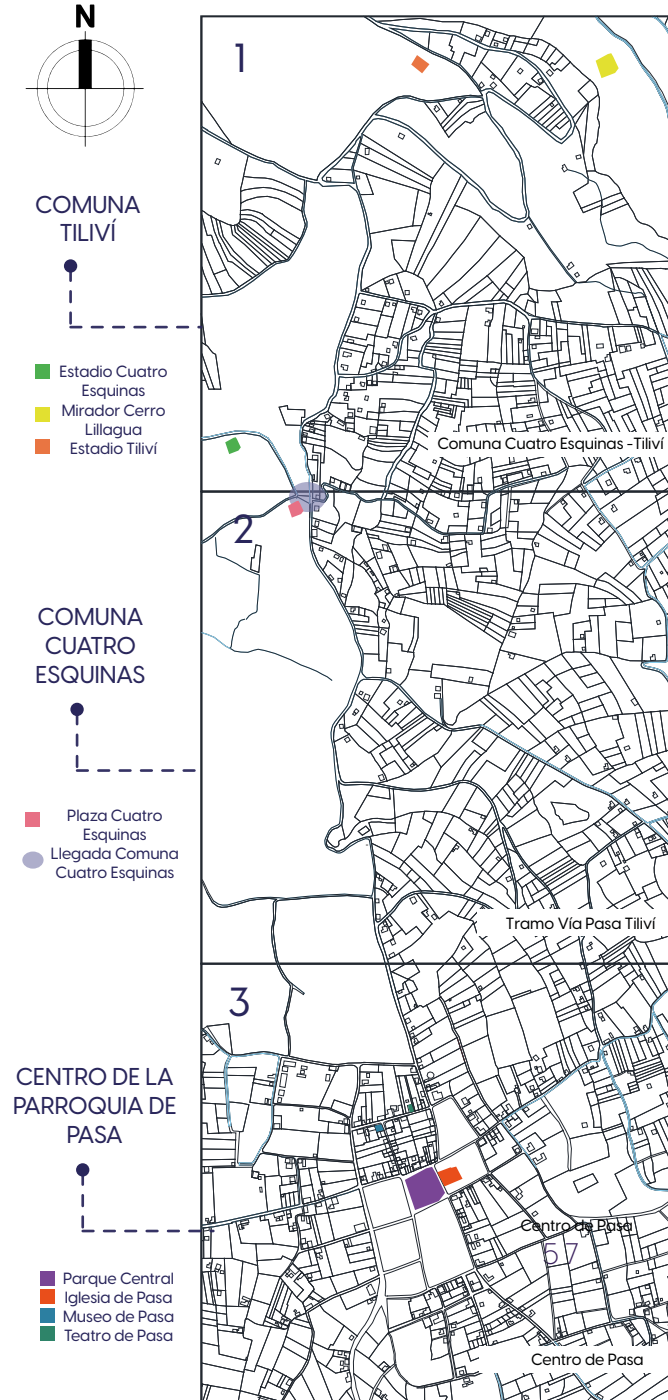 N
1
COMUNA
TILIVÍ
Estadio Cuatro
Esquinas
Mirador Cerro
Lillagua
Estadio Tiliví
Comuna Cuatro Esquinas -Tiliví
2
COMUNA
CUATRO
ESQUINAS
Plaza Cuatro
Esquinas
Llegada Comuna
Cuatro Esquinas
Tramo Vía Pasa Tiliví
3
CENTRO DE LA
PARROQUIA DE
PASA
Centro de Pasa
57
Parque Central
Iglesia de Pasa
Museo de Pasa
Teatro de Pasa
Centro de Pasa